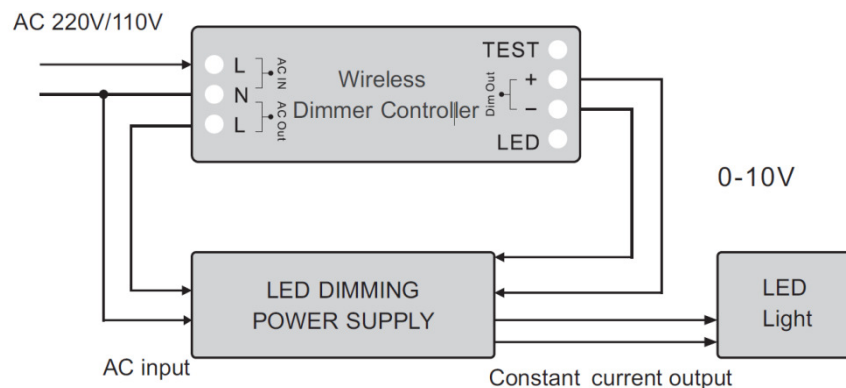 AC 220V/110V
L
N
L
AC IN
AC Out
Wireless
Dimmer Controller
TEST
+
−
Dim Out
LED
0-10V
LED DIMMING
POWER SUPPLY
LED
Light
AC input
Constant current output